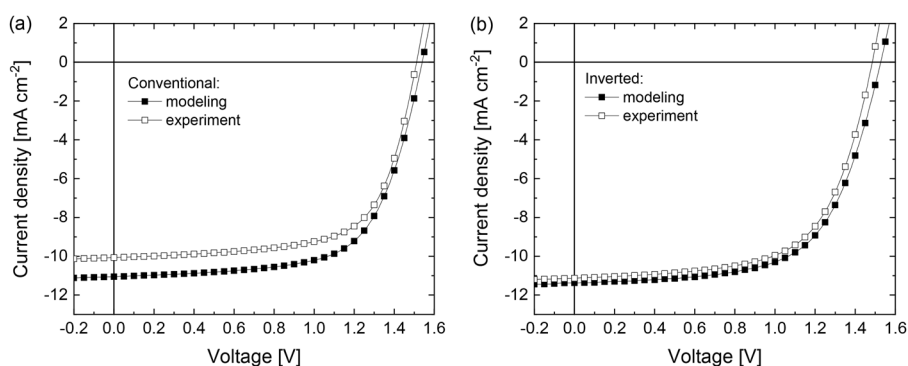 (a)
0
-2
-4
-6
-8
-10
-12
Current density [mA cm-2]
Conventional:
modeling
experiment
-0.2 0.0 0.2 0.4 0.6 0.8 1.0 1.2 1.4 1.6
Voltage [V]
(b)
0
-2
-4
-6
-8
-10
-12
Current density [mA cm-2]
Inverted:
modeling
experiment
-0.2 0.0 0.2 0.4 0.6 0.8 1.0 1.2 1.4 1.6
Voltage [V]